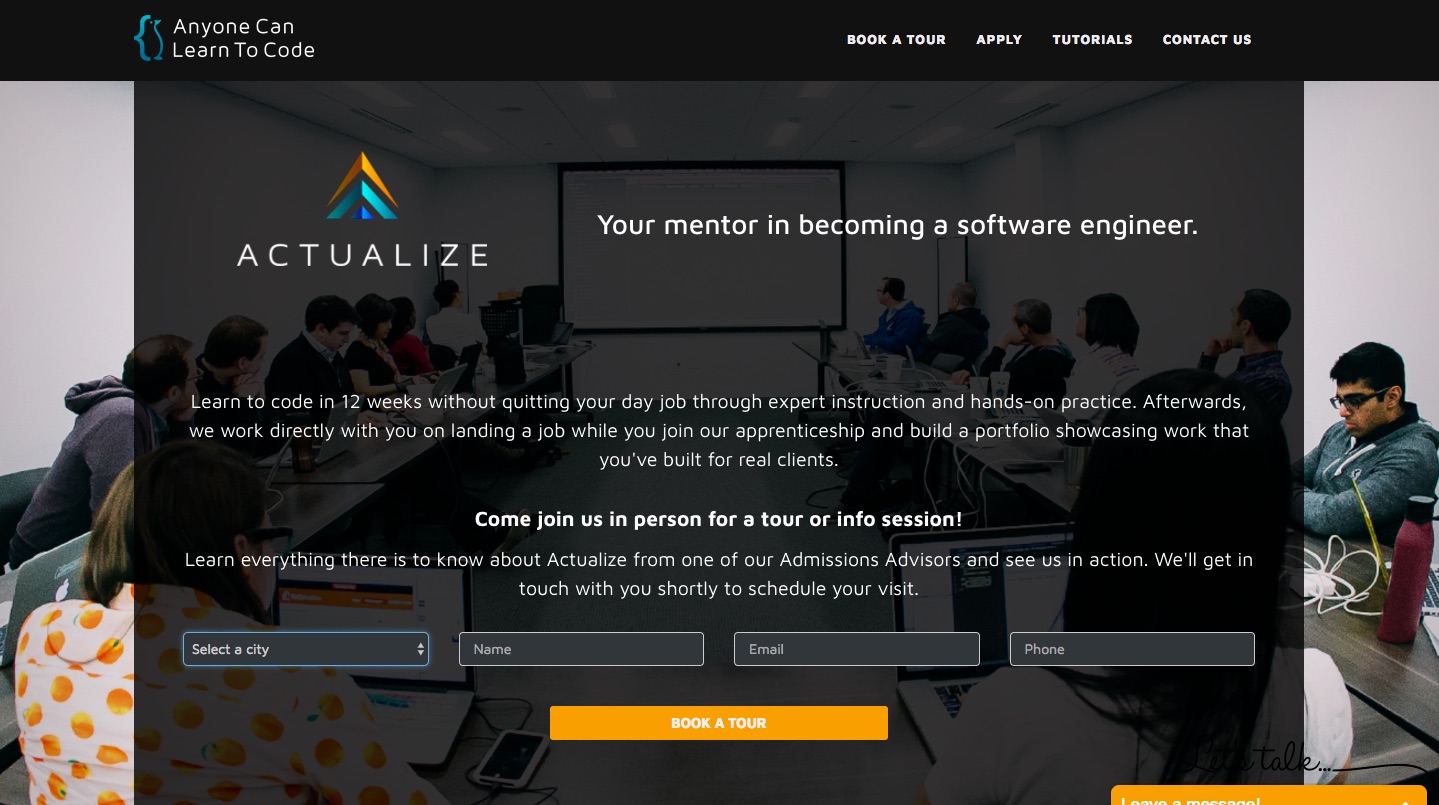 Anyone Can
Learn To Code
BOOK A TOUR
APPLY
TUTORIALS
CONTACT US
ACTUALIZE
Your mentor in becoming a software engineer.
Learn to code in 12 weeks without quitting your day job through expert instruction and hands-on practice. Afterwards,
we work directly with you on landing a job while you join our apprenticeship and build a portfolio showcasing work that
you've built for real clients.
Come join us in person for a tour or info session!
Learn everything there is to know about Actualize from one of our Admissions Advisors and see us in action. We'll get in
touch with you shortly to schedule your visit.
Select a city
Name
Email
Phone
BOOK A TOUR
Let's talk...
Leave a message!